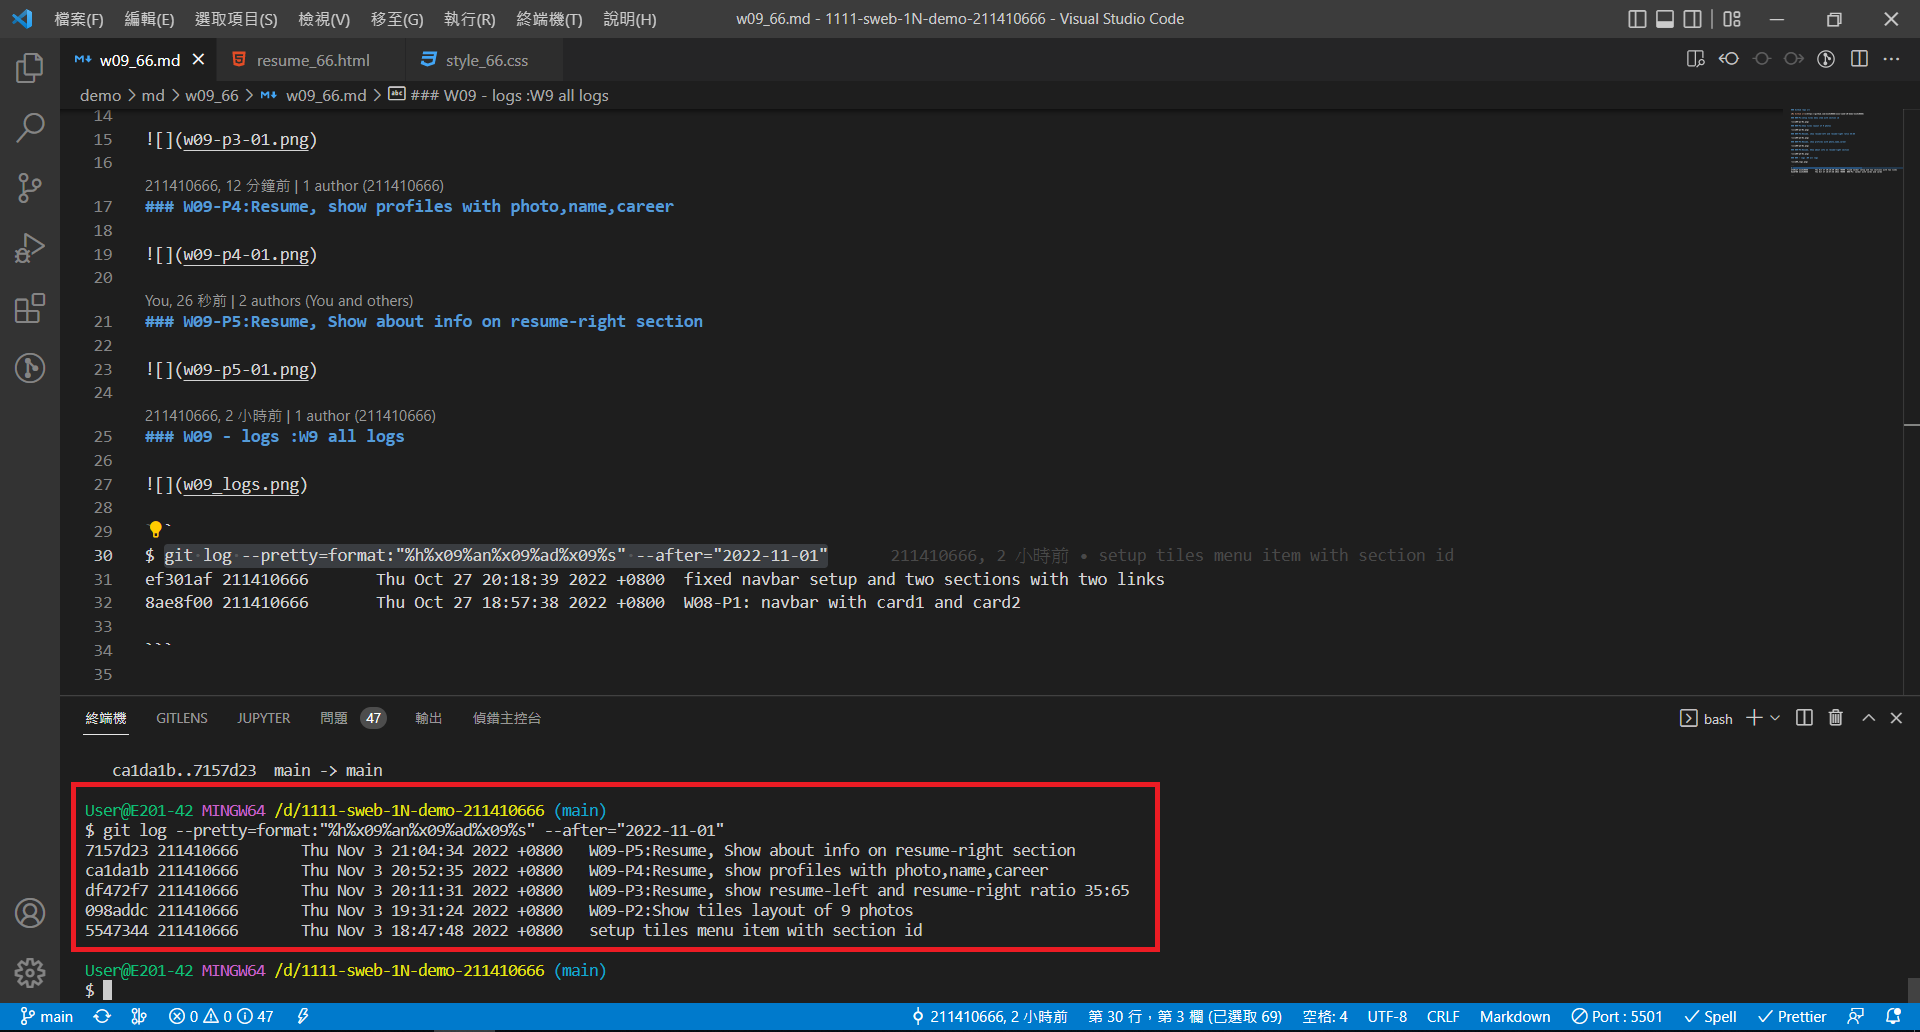 檔案(F) 編輯(E) 選取項目(S) 檢視(V) 移至(G) 執行(R) 終端機(T) 說明(H) w09_66.md - 1111-sweb-1N-demo-211410666 - Visual Studio Code
w09_66.md resume_66.html style_66.css
demo > md > w09_66 > w09_66.md > ### W09 - logs :W9 all logs
14
15 ![](w09-p3-01.png)
16
211410666, 12 分鐘前 | 1 author (211410666)
17 ### W09-P4:Resume, show profiles with photo,name,career
18
19 ![](w09-p4-01.png)
20
You, 26 秒前 | 2 authors (You and others)
21 ### W09-P5:Resume, Show about info on resume-right section
22
23 ![](w09-p5-01.png)
24
211410666, 2 小時前 | 1 author (211410666)
25 ### W09 - logs :W9 all logs
26
27 ![](w09_logs.png)
28
29 `
30 $ git log --pretty=format:"%h%x09%an%x09%ad%x09%s" --after="2022-11-01" 211410666, 2 小時前 • setup tiles menu item with section id
31 ef301af 211410666 Thu Oct 27 20:18:39 2022 +0800 fixed navbar setup and two sections with two links
32 8ae8f00 211410666 Thu Oct 27 18:57:38 2022 +0800 W08-P1: navbar with card1 and card2
33
34 ```
35
終端機 GITLENS JUPYTER 問題 47 輸出 偵錯主控台 bash
ca1da1b..7157d23 main -> main
User@E201-42 MINGW64 /d/1111-sweb-1N-demo-211410666 (main)
$ git log --pretty=format:"%h%x09%an%x09%ad%x09%s" --after="2022-11-01"
7157d23 211410666 Thu Nov 3 21:04:34 2022 +0800 W09-P5:Resume, Show about info on resume-right section
ca1da1b 211410666 Thu Nov 3 20:52:35 2022 +0800 W09-P4:Resume, show profiles with photo,name,career
df472f7 211410666 Thu Nov 3 20:11:31 2022 +0800 W09-P3:Resume, show resume-left and resume-right ratio 35:65
098addc 211410666 Thu Nov 3 19:31:24 2022 +0800 W09-P2:Show tiles layout of 9 photos
5547344 211410666 Thu Nov 3 18:47:48 2022 +0800 setup tiles menu item with section id
User@E201-42 MINGW64 /d/1111-sweb-1N-demo-211410666 (main)
$
main 0 0 47 211410666, 2 小時前 第 30 行，第 3 欄 (已選取 69) 空格: 4 UTF-8 CRLF Markdown Port : 5501 Spell Prettier